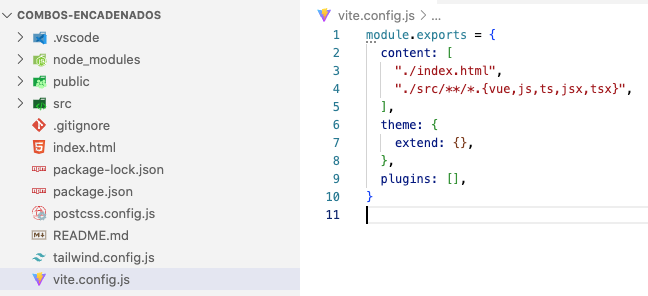 COMBOS-ENCADENADOS
.vscode
node_modules
public
src
.gitignore
index.html
package-lock.json
package.json
postcss.config.js
README.md
tailwind.config.js
vite.config.js
vite.config.js > ...
1 module.exports = {
2   content: [
3     "./index.html",
4     "./src/**/*.{vue,js,ts,jsx,tsx}",
5   ],
6   theme: {
7     extend: {},
8   },
9   plugins: [],
10 }
11